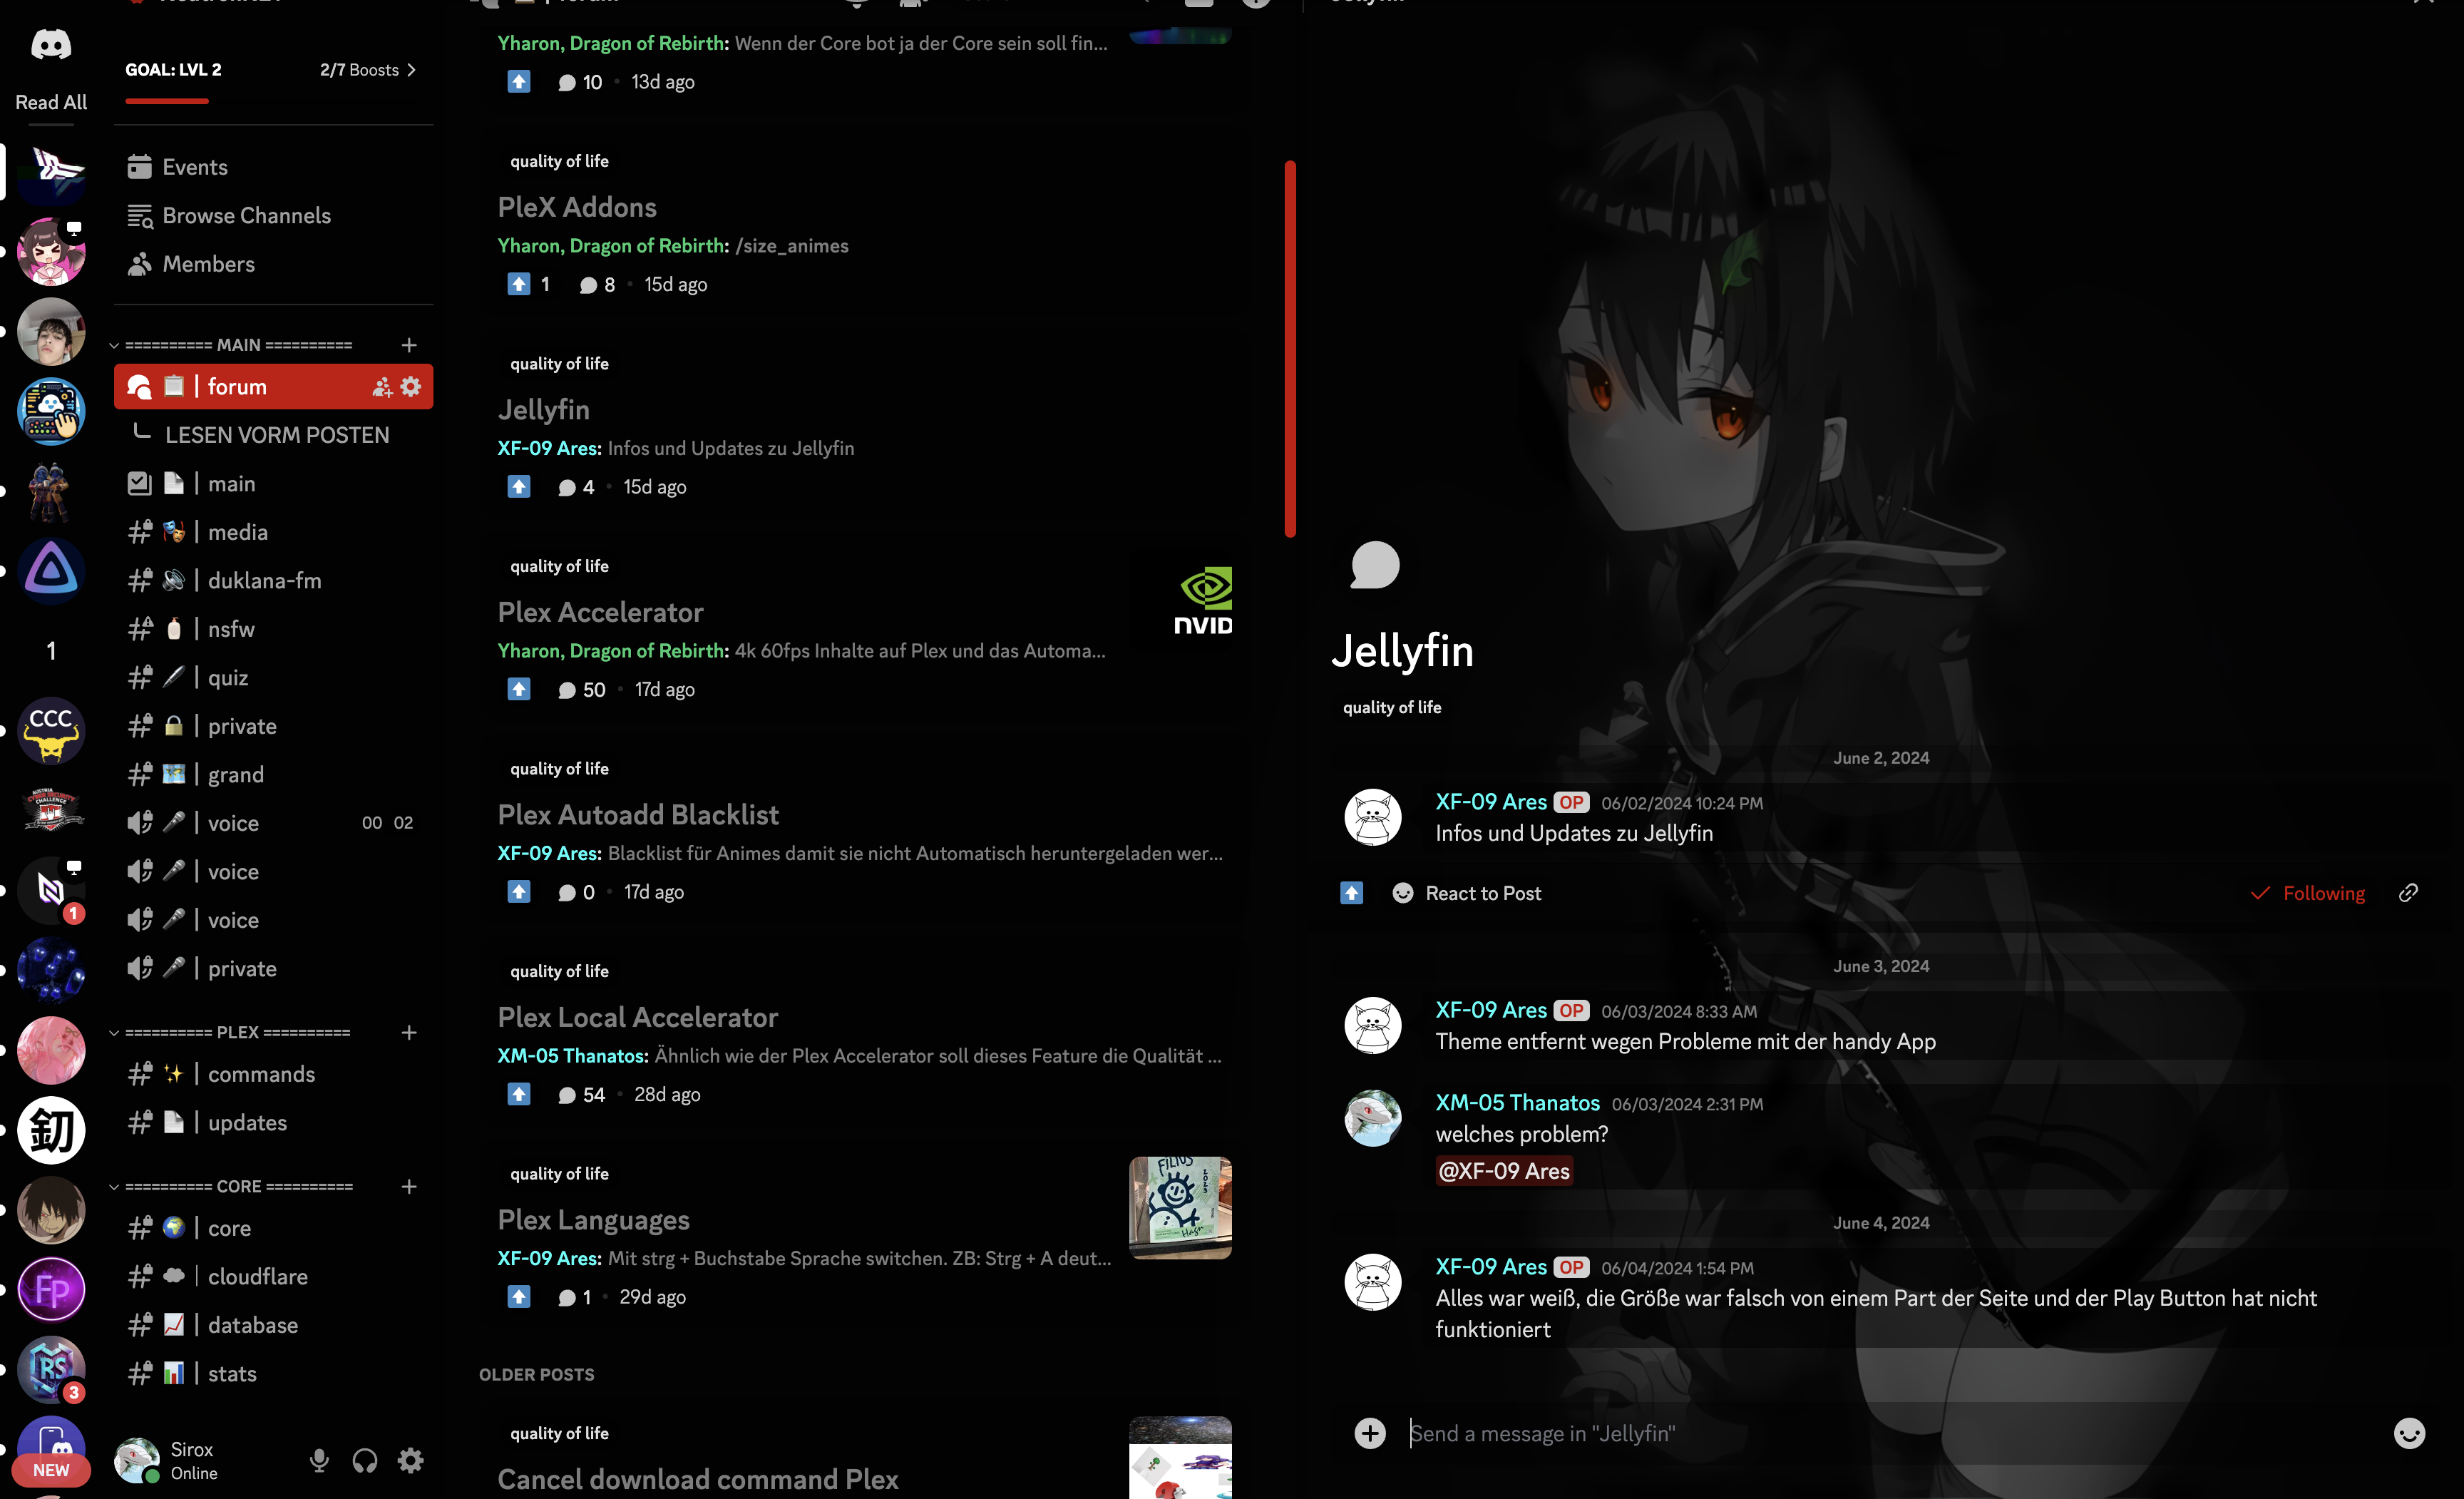 Read All
1
CCC
AUSTRIA
CYBER SECURITY
CHALLENGE
1
釖
FP
RS
3
NEW
GOAL: LVL 2
2/7 Boosts
Events
Browse Channels
Members
========== MAIN ==========
| forum
LESEN VORM POSTEN
| main
| media
| duklana-fm
| nsfw
| quiz
| private
| grand
| voice 00 02
| voice
| voice
| private
========== PLEX ==========
| commands
| updates
========== CORE ==========
| core
| cloudflare
| database
| stats
Sirox
Online
| forum
Yharon, Dragon of Rebirth: Wenn der Core bot ja der Core sein soll fin...
10 • 13d ago
quality of life
PleX Addons
Yharon, Dragon of Rebirth: /size_animes
1 8 • 15d ago
quality of life
Jellyfin
XF-09 Ares: Infos und Updates zu Jellyfin
4 • 15d ago
quality of life
Plex Accelerator
Yharon, Dragon of Rebirth: 4k 60fps Inhalte auf Plex und das Automa...
50 • 17d ago
NVID
quality of life
Plex Autoadd Blacklist
XF-09 Ares: Blacklist für Animes damit sie nicht Automatisch heruntergeladen wer...
0 • 17d ago
quality of life
Plex Local Accelerator
XM-05 Thanatos: Ähnlich wie der Plex Accelerator soll dieses Feature die Qualität ...
54 • 28d ago
quality of life
Plex Languages
XF-09 Ares: Mit strg + Buchstabe Sprache switchen. ZB: Strg + A deut...
1 • 29d ago
FILIUS
OLDER POSTS
quality of life
Cancel download command Plex
Jellyfin
Jellyfin
quality of life
June 2, 2024
XF-09 Ares OP 06/02/2024 10:24 PM
Infos und Updates zu Jellyfin
React to Post
Following
June 3, 2024
XF-09 Ares OP 06/03/2024 8:33 AM
Theme entfernt wegen Probleme mit der handy App
XM-05 Thanatos 06/03/2024 2:31 PM
welches problem?
@XF-09 Ares
June 4, 2024
XF-09 Ares OP 06/04/2024 1:54 PM
Alles war weiß, die Größe war falsch von einem Part der Seite und der Play Button hat nicht
funktioniert
Send a message in "Jellyfin"